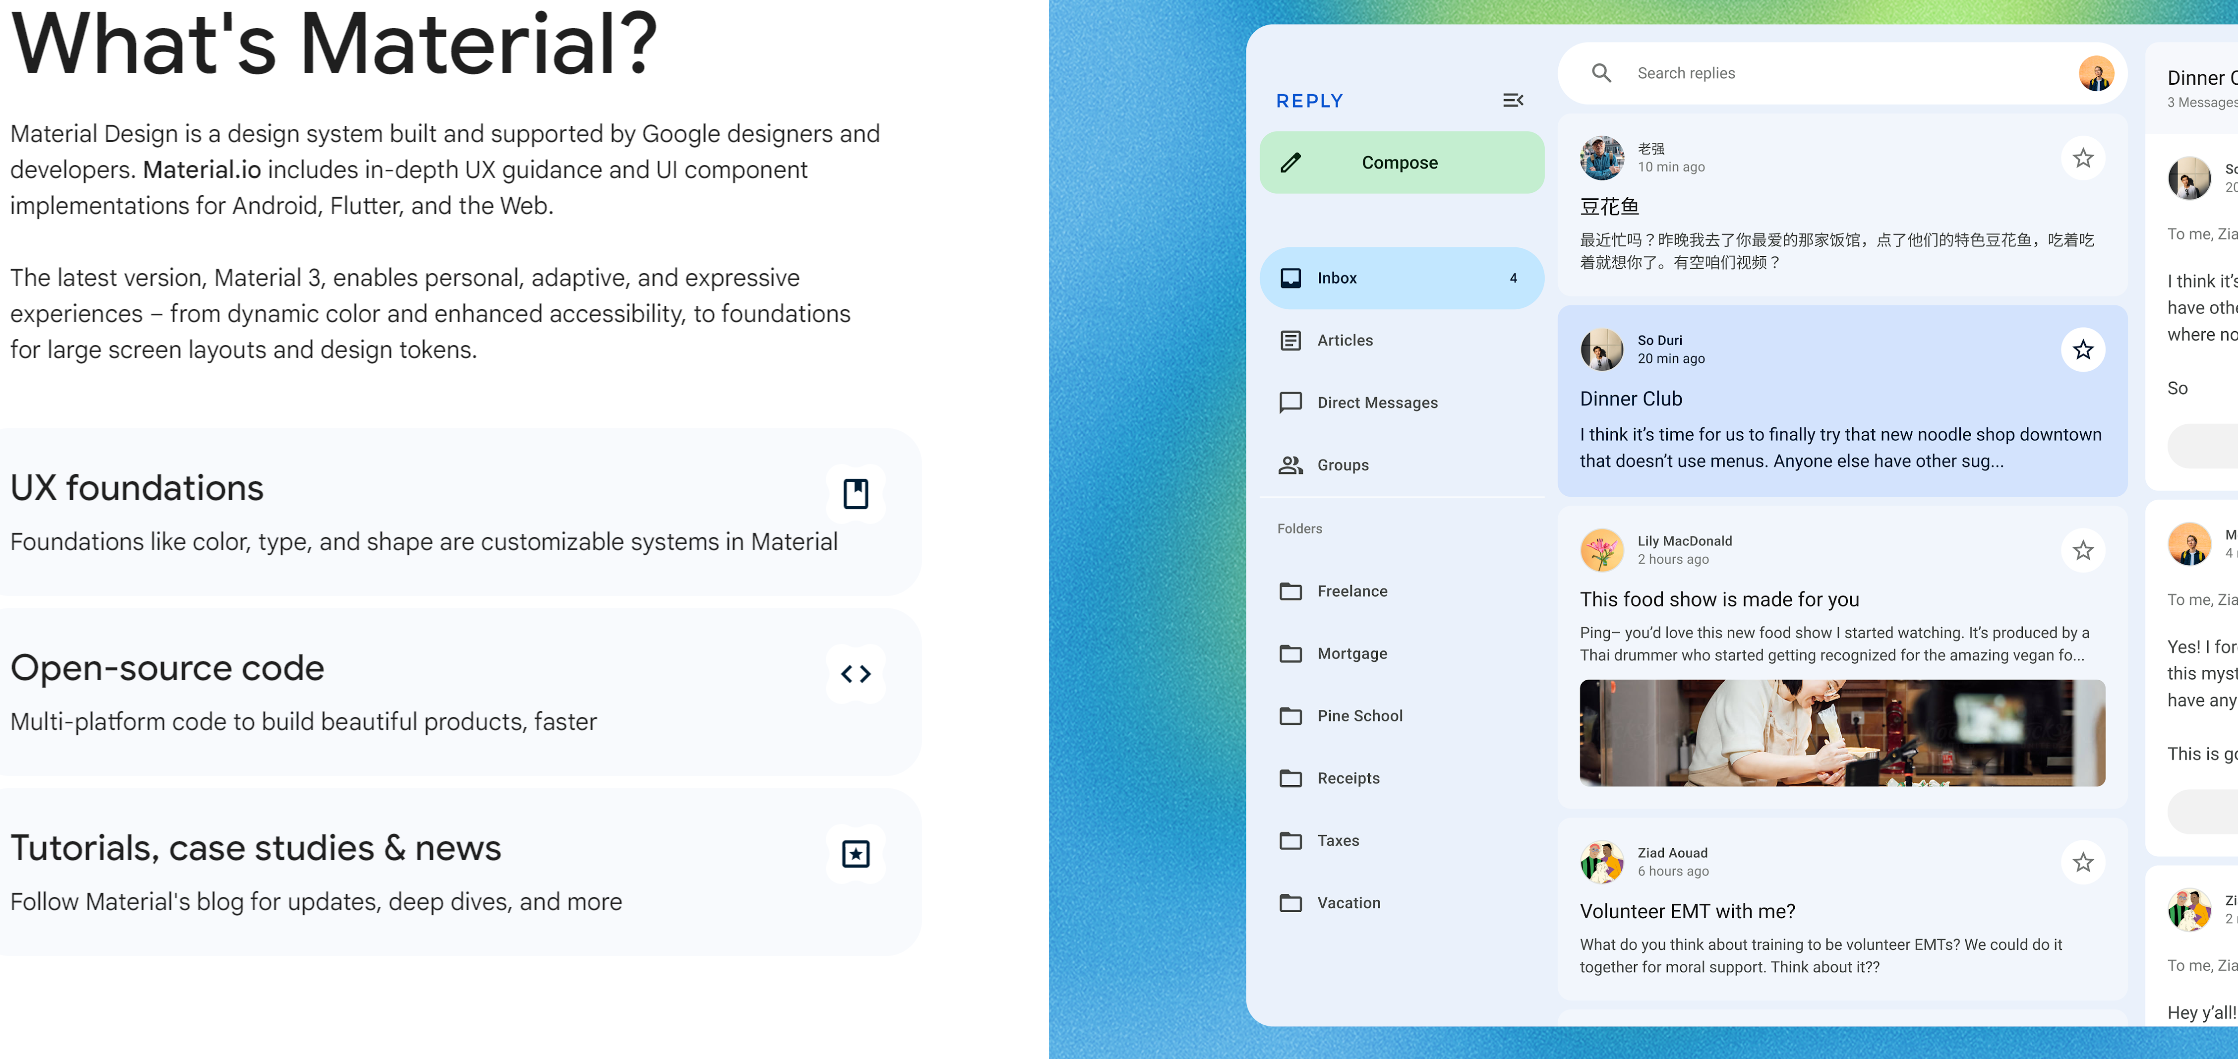 What's Material?
Material Design is a design system built and supported by Google designers and
developers. Material.io includes in-depth UX guidance and UI component
implementations for Android, Flutter, and the Web.
The latest version, Material 3, enables personal, adaptive, and expressive
experiences – from dynamic color and enhanced accessibility, to foundations
for large screen layouts and design tokens.
UX foundations
Foundations like color, type, and shape are customizable systems in Material
Open-source code
Multi-platform code to build beautiful products, faster
Tutorials, case studies & news
Follow Material's blog for updates, deep dives, and more
REPLY
Compose
Inbox 4
Articles
Direct Messages
Groups
Folders
Freelance
Mortgage
Pine School
Receipts
Taxes
Vacation
Search replies
老强
10 min ago
豆花鱼
最近忙吗？昨晚我去了你最爱的那家饭馆，点了他们的特色豆花鱼，吃着吃
着就想你了。有空咱们视频？
So Duri
20 min ago
Dinner Club
I think it’s time for us to finally try that new noodle shop downtown
that doesn’t use menus. Anyone else have other sug...
Lily MacDonald
2 hours ago
This food show is made for you
Ping– you’d love this new food show I started watching. It’s produced by a
Thai drummer who started getting recognized for the amazing vegan fo...
Ziad Aouad
6 hours ago
Volunteer EMT with me?
What do you think about training to be volunteer EMTs? We could do it
together for moral support. Think about it??
Dinner
3 Messages
So
20
To me, Zia
I think it’s
have othe
where no
So
M
4
To me, Zia
Yes! I for
this myst
have any
This is go
Zi
2
To me, Zia
Hey y’all!